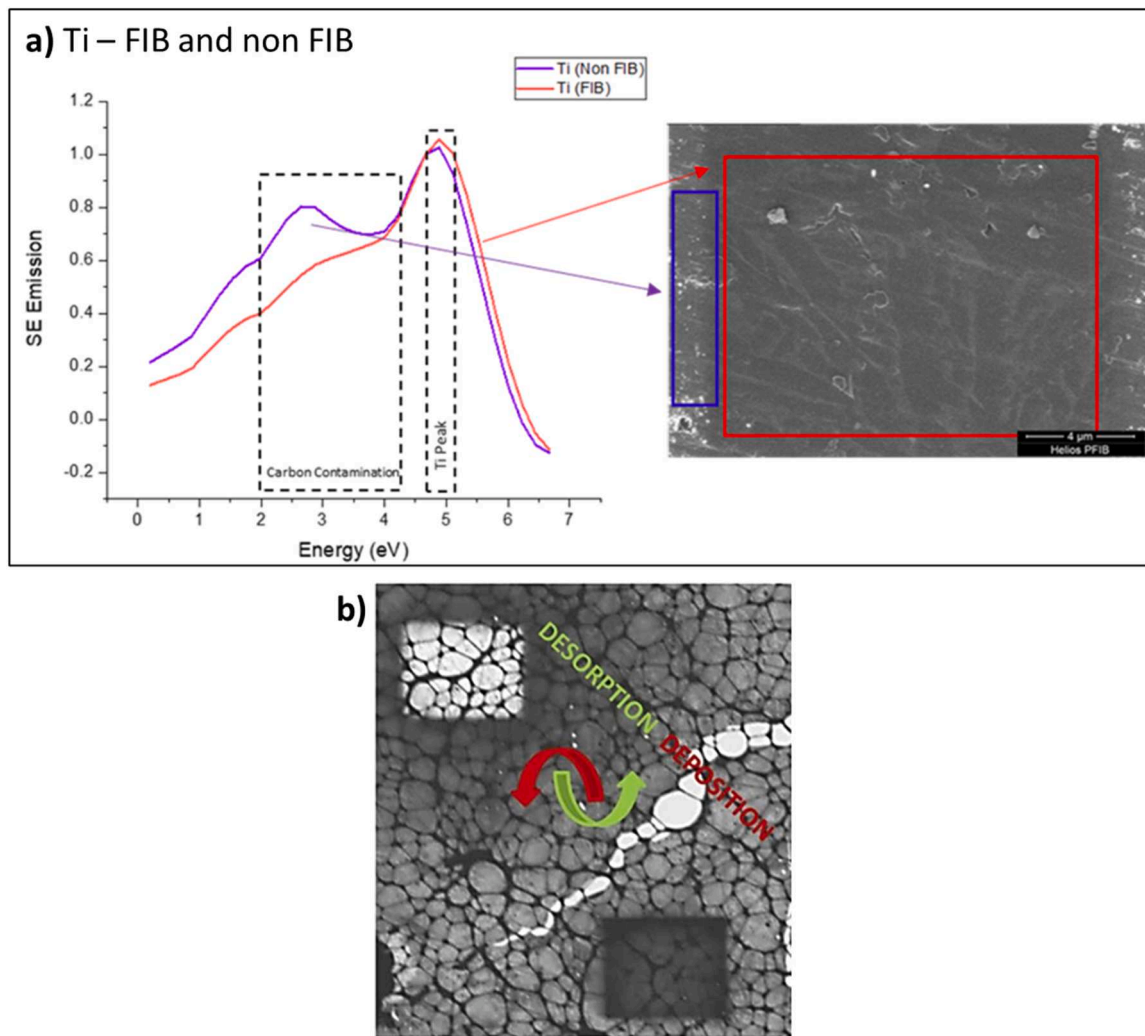 a) Ti – FIB and non FIB
Ti (Non FIB)
Ti (FIB)
1.2
1.0
0.8
0.6
0.4
0.2
0.0
-0.2
SE Emission
Carbon Contamination
Ti Peak
0 1 2 3 4 5 6 7
Energy (eV)
4 µm
Helios PFIB
b)
DESORPTION
DEPOSITION